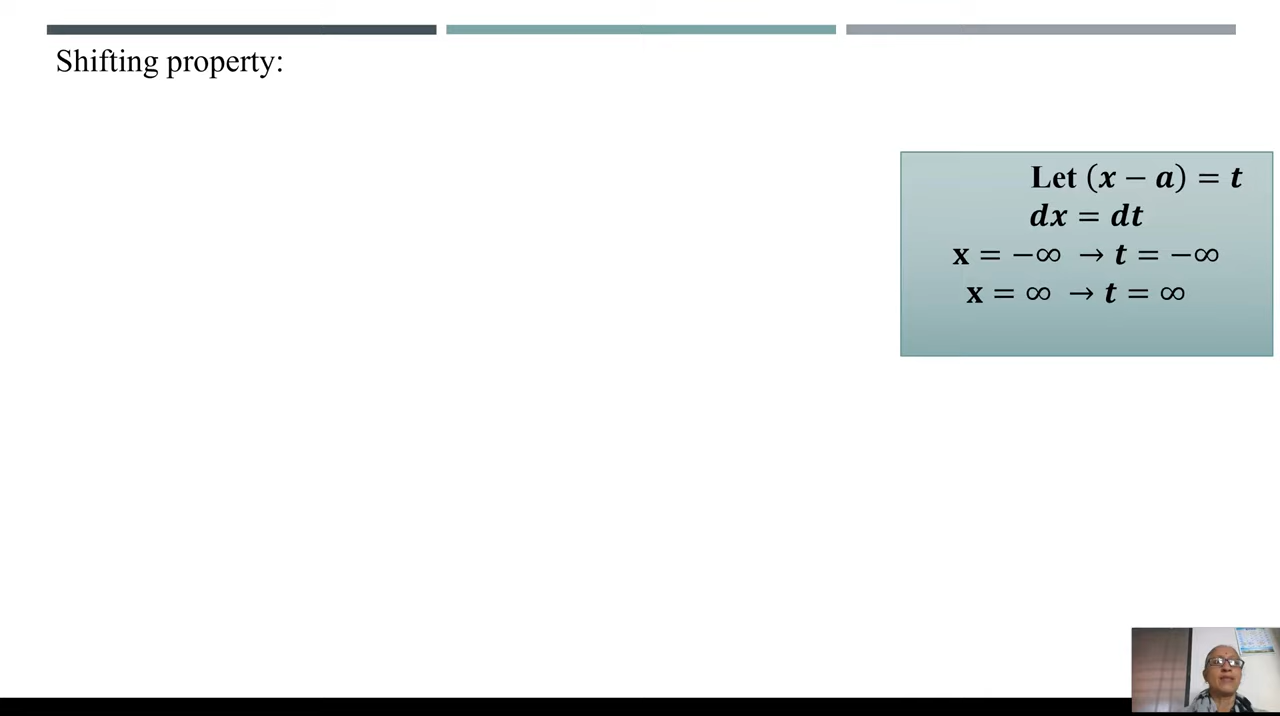 Shifting property:
Let (x − a) = t
dx = dt
x = −∞ → t = −∞
x = ∞ → t = ∞